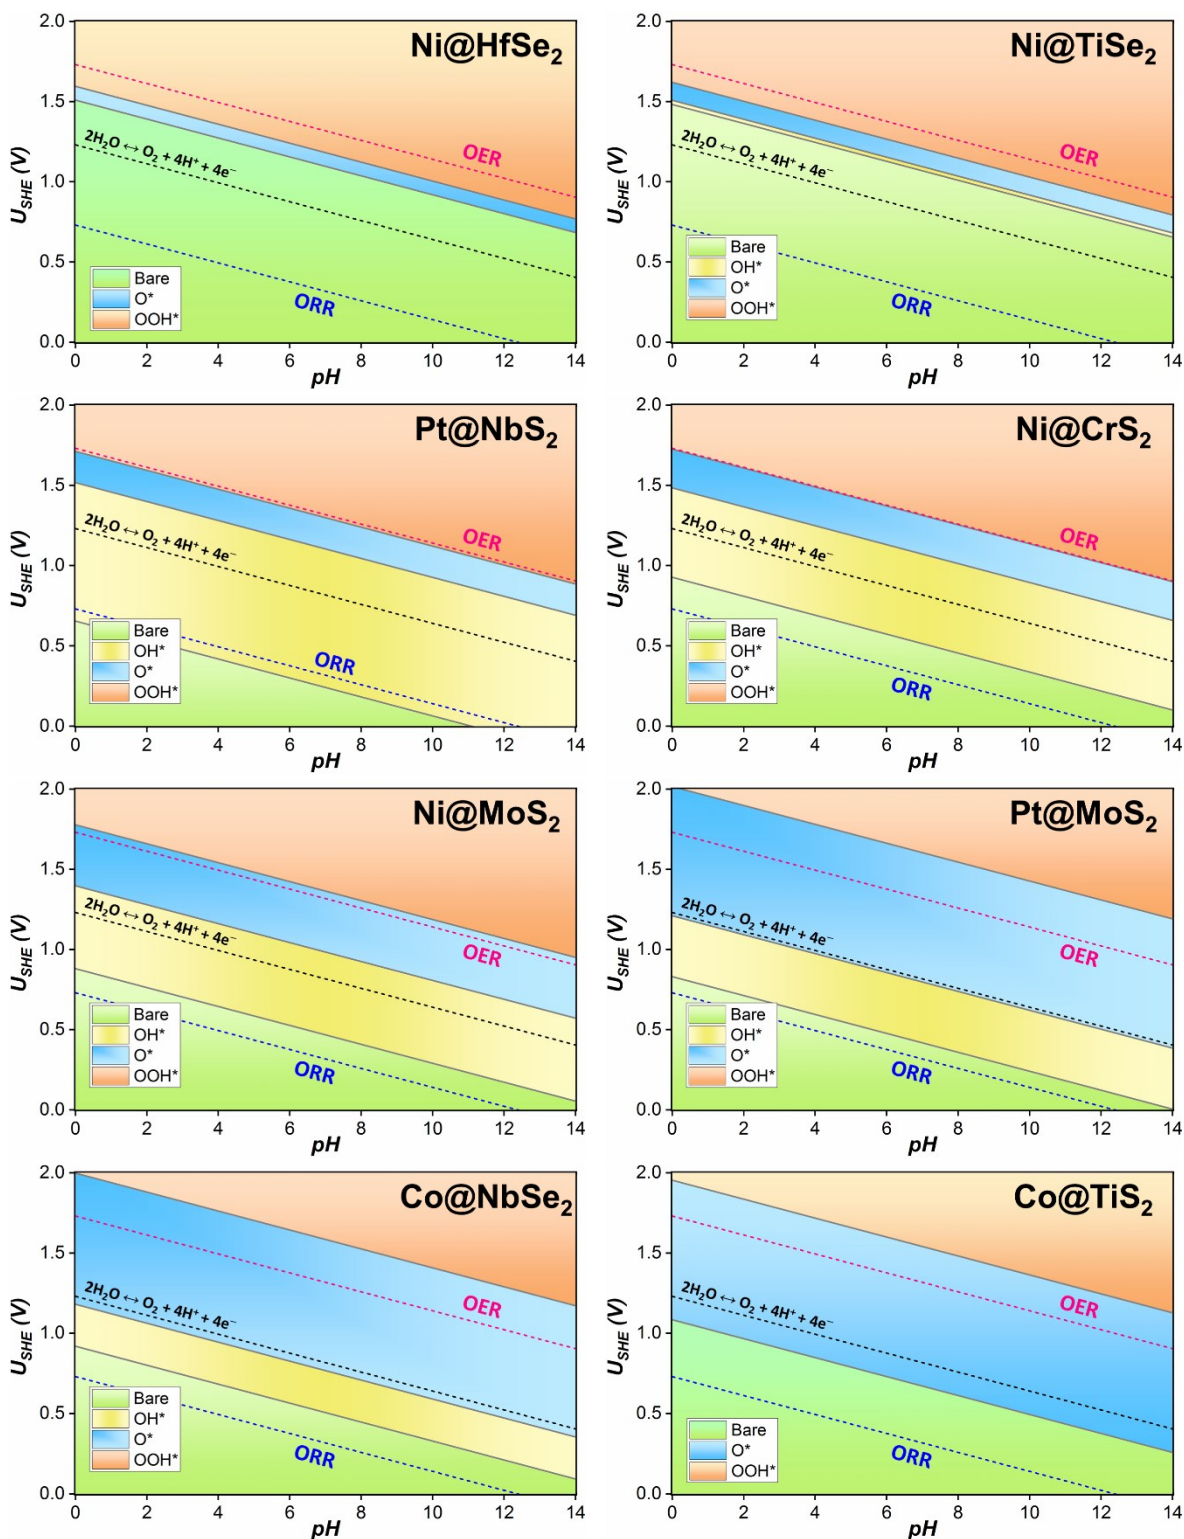 Ni@HfSe₂
U_SHE (V)
2.0
1.5
1.0
0.5
0.0
2H₂O ↔ O₂ + 4H⁺ + 4e⁻
OER
ORR
Bare
O*
OOH*
0 2 4 6 8 10 12 14
pH
Ni@TiSe₂
U_SHE (V)
2.0
1.5
1.0
0.5
0.0
2H₂O ↔ O₂ + 4H⁺ + 4e⁻
OER
ORR
Bare
OH*
O*
OOH*
0 2 4 6 8 10 12 14
pH
Pt@NbS₂
U_SHE (V)
2.0
1.5
1.0
0.5
0.0
2H₂O ↔ O₂ + 4H⁺ + 4e⁻
OER
ORR
Bare
OH*
O*
OOH*
0 2 4 6 8 10 12 14
pH
Ni@CrS₂
U_SHE (V)
2.0
1.5
1.0
0.5
0.0
2H₂O ↔ O₂ + 4H⁺ + 4e⁻
OER
ORR
Bare
OH*
O*
OOH*
0 2 4 6 8 10 12 14
pH
Ni@MoS₂
U_SHE (V)
2.0
1.5
1.0
0.5
0.0
2H₂O ↔ O₂ + 4H⁺ + 4e⁻
OER
ORR
Bare
OH*
O*
OOH*
0 2 4 6 8 10 12 14
pH
Pt@MoS₂
U_SHE (V)
2.0
1.5
1.0
0.5
0.0
2H₂O ↔ O₂ + 4H⁺ + 4e⁻
OER
ORR
Bare
OH*
O*
OOH*
0 2 4 6 8 10 12 14
pH
Co@NbSe₂
U_SHE (V)
2.0
1.5
1.0
0.5
0.0
2H₂O ↔ O₂ + 4H⁺ + 4e⁻
OER
ORR
Bare
OH*
O*
OOH*
0 2 4 6 8 10 12 14
pH
Co@TiS₂
U_SHE (V)
2.0
1.5
1.0
0.5
0.0
2H₂O ↔ O₂ + 4H⁺ + 4e⁻
OER
ORR
Bare
O*
OOH*
0 2 4 6 8 10 12 14
pH